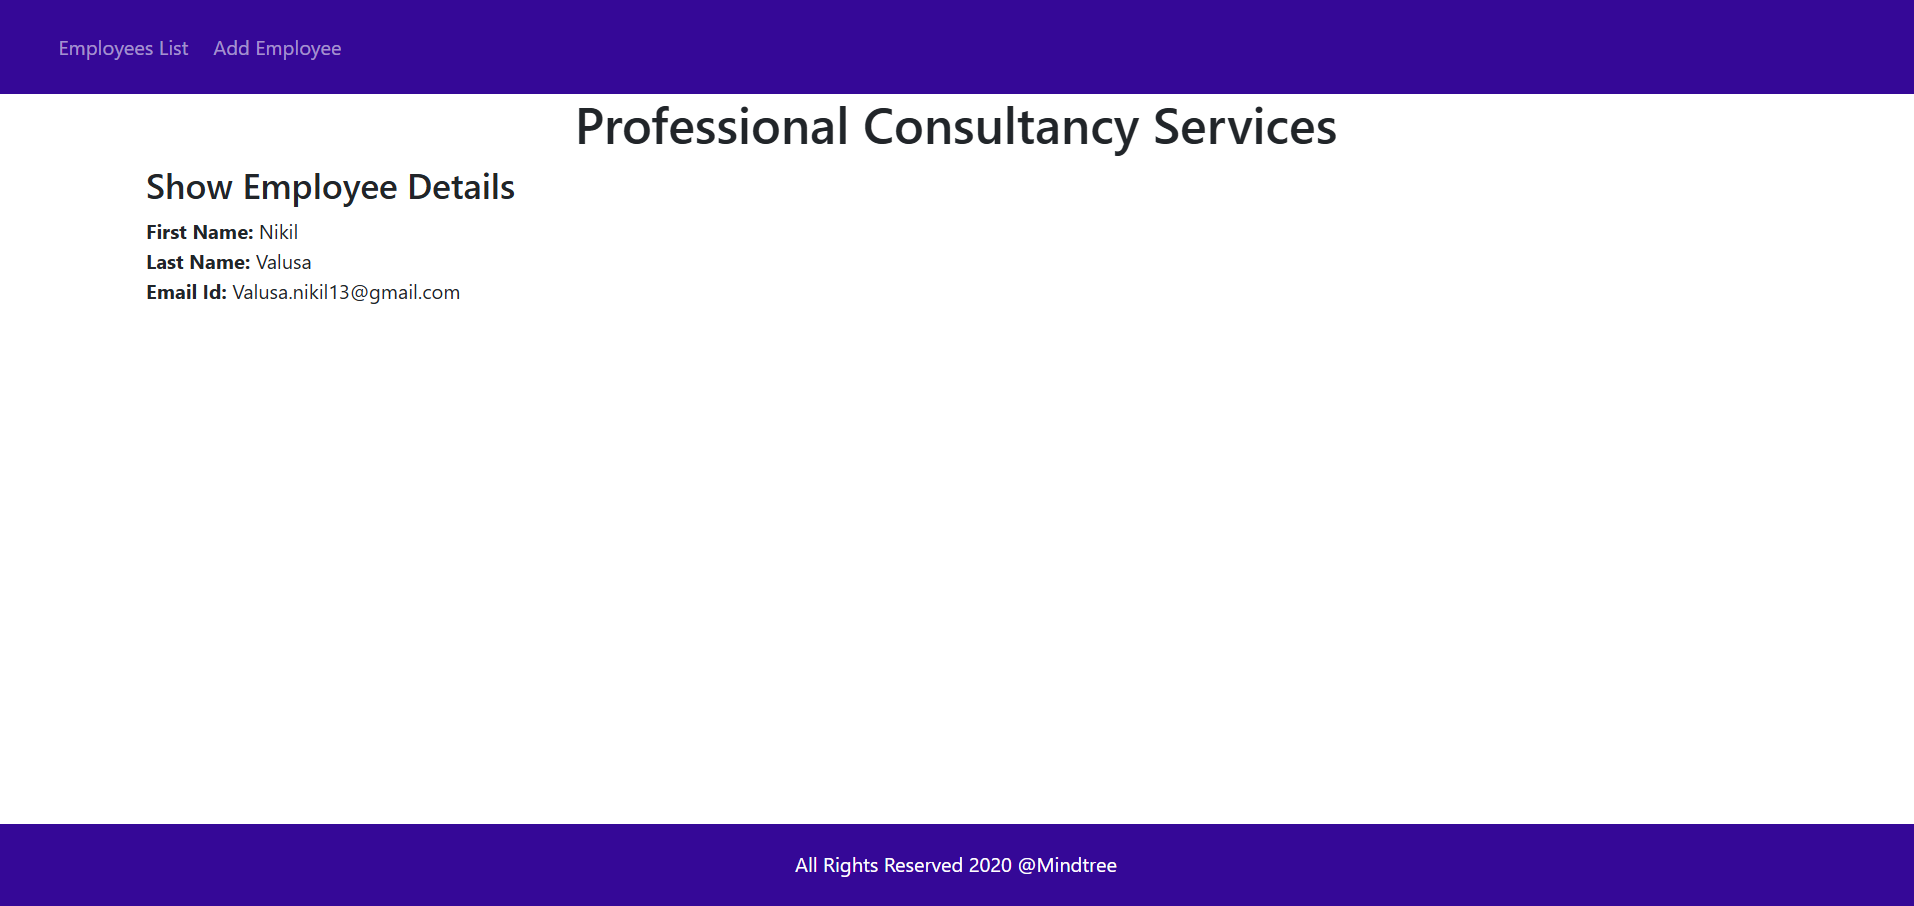 Employees List Add Employee
Professional Consultancy Services
Show Employee Details
First Name: Nikil
Last Name: Valusa
Email Id: Valusa.nikil13@gmail.com
All Rights Reserved 2020 @Mindtree